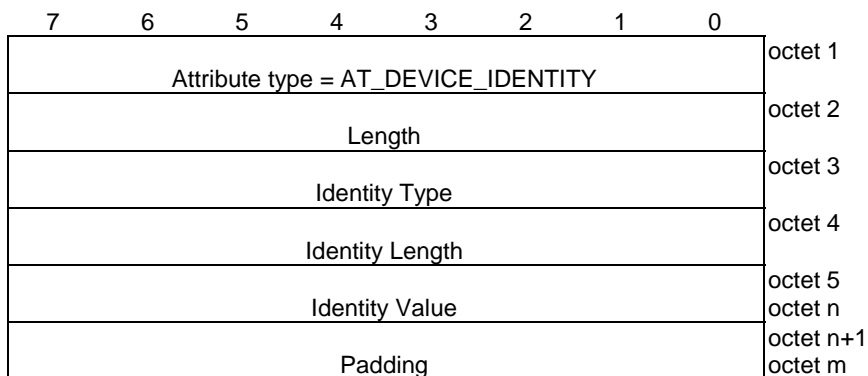 7 6 5 4 3 2 1 0
octet 1
Attribute type = AT_DEVICE_IDENTITY
octet 2
Length
octet 3
Identity Type
octet 4
Identity Length
octet 5
Identity Value octet n
octet n+1
Padding octet m